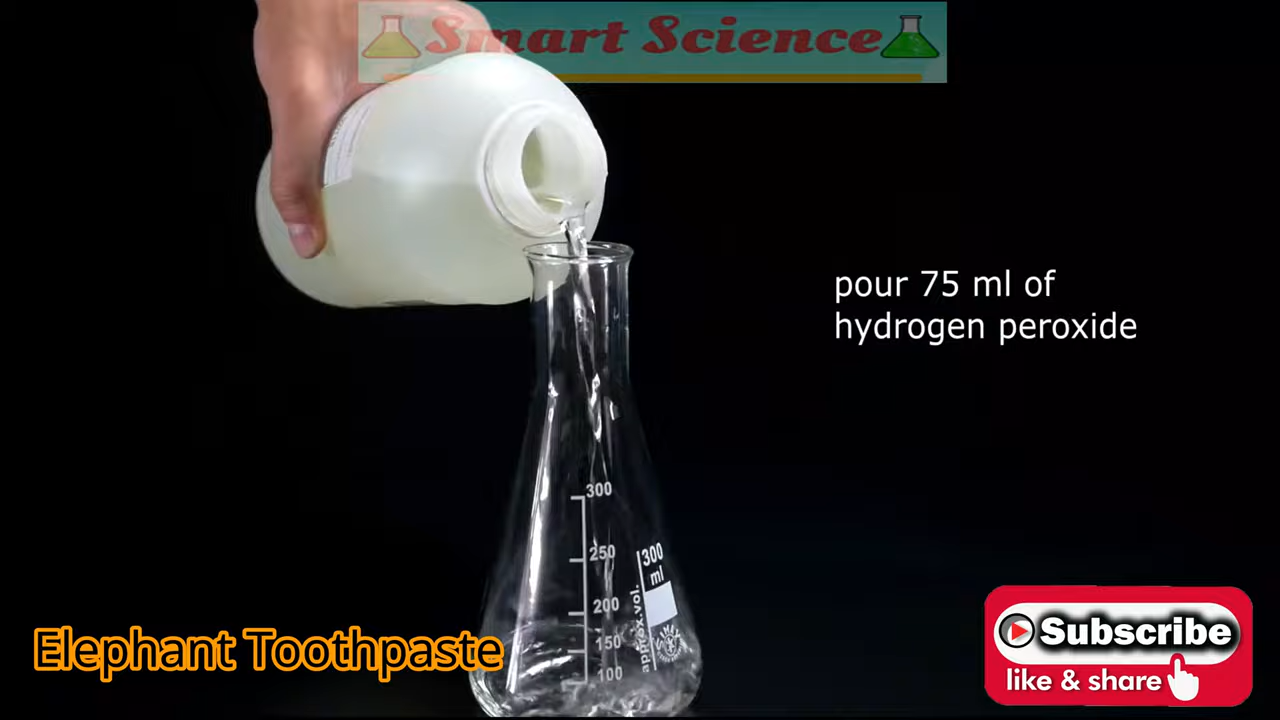 Smart Science
pour 75 ml of
hydrogen peroxide
300
250
200
150
100
300
ml
approx.vol.
Elephant Toothpaste
Subscribe
like & share